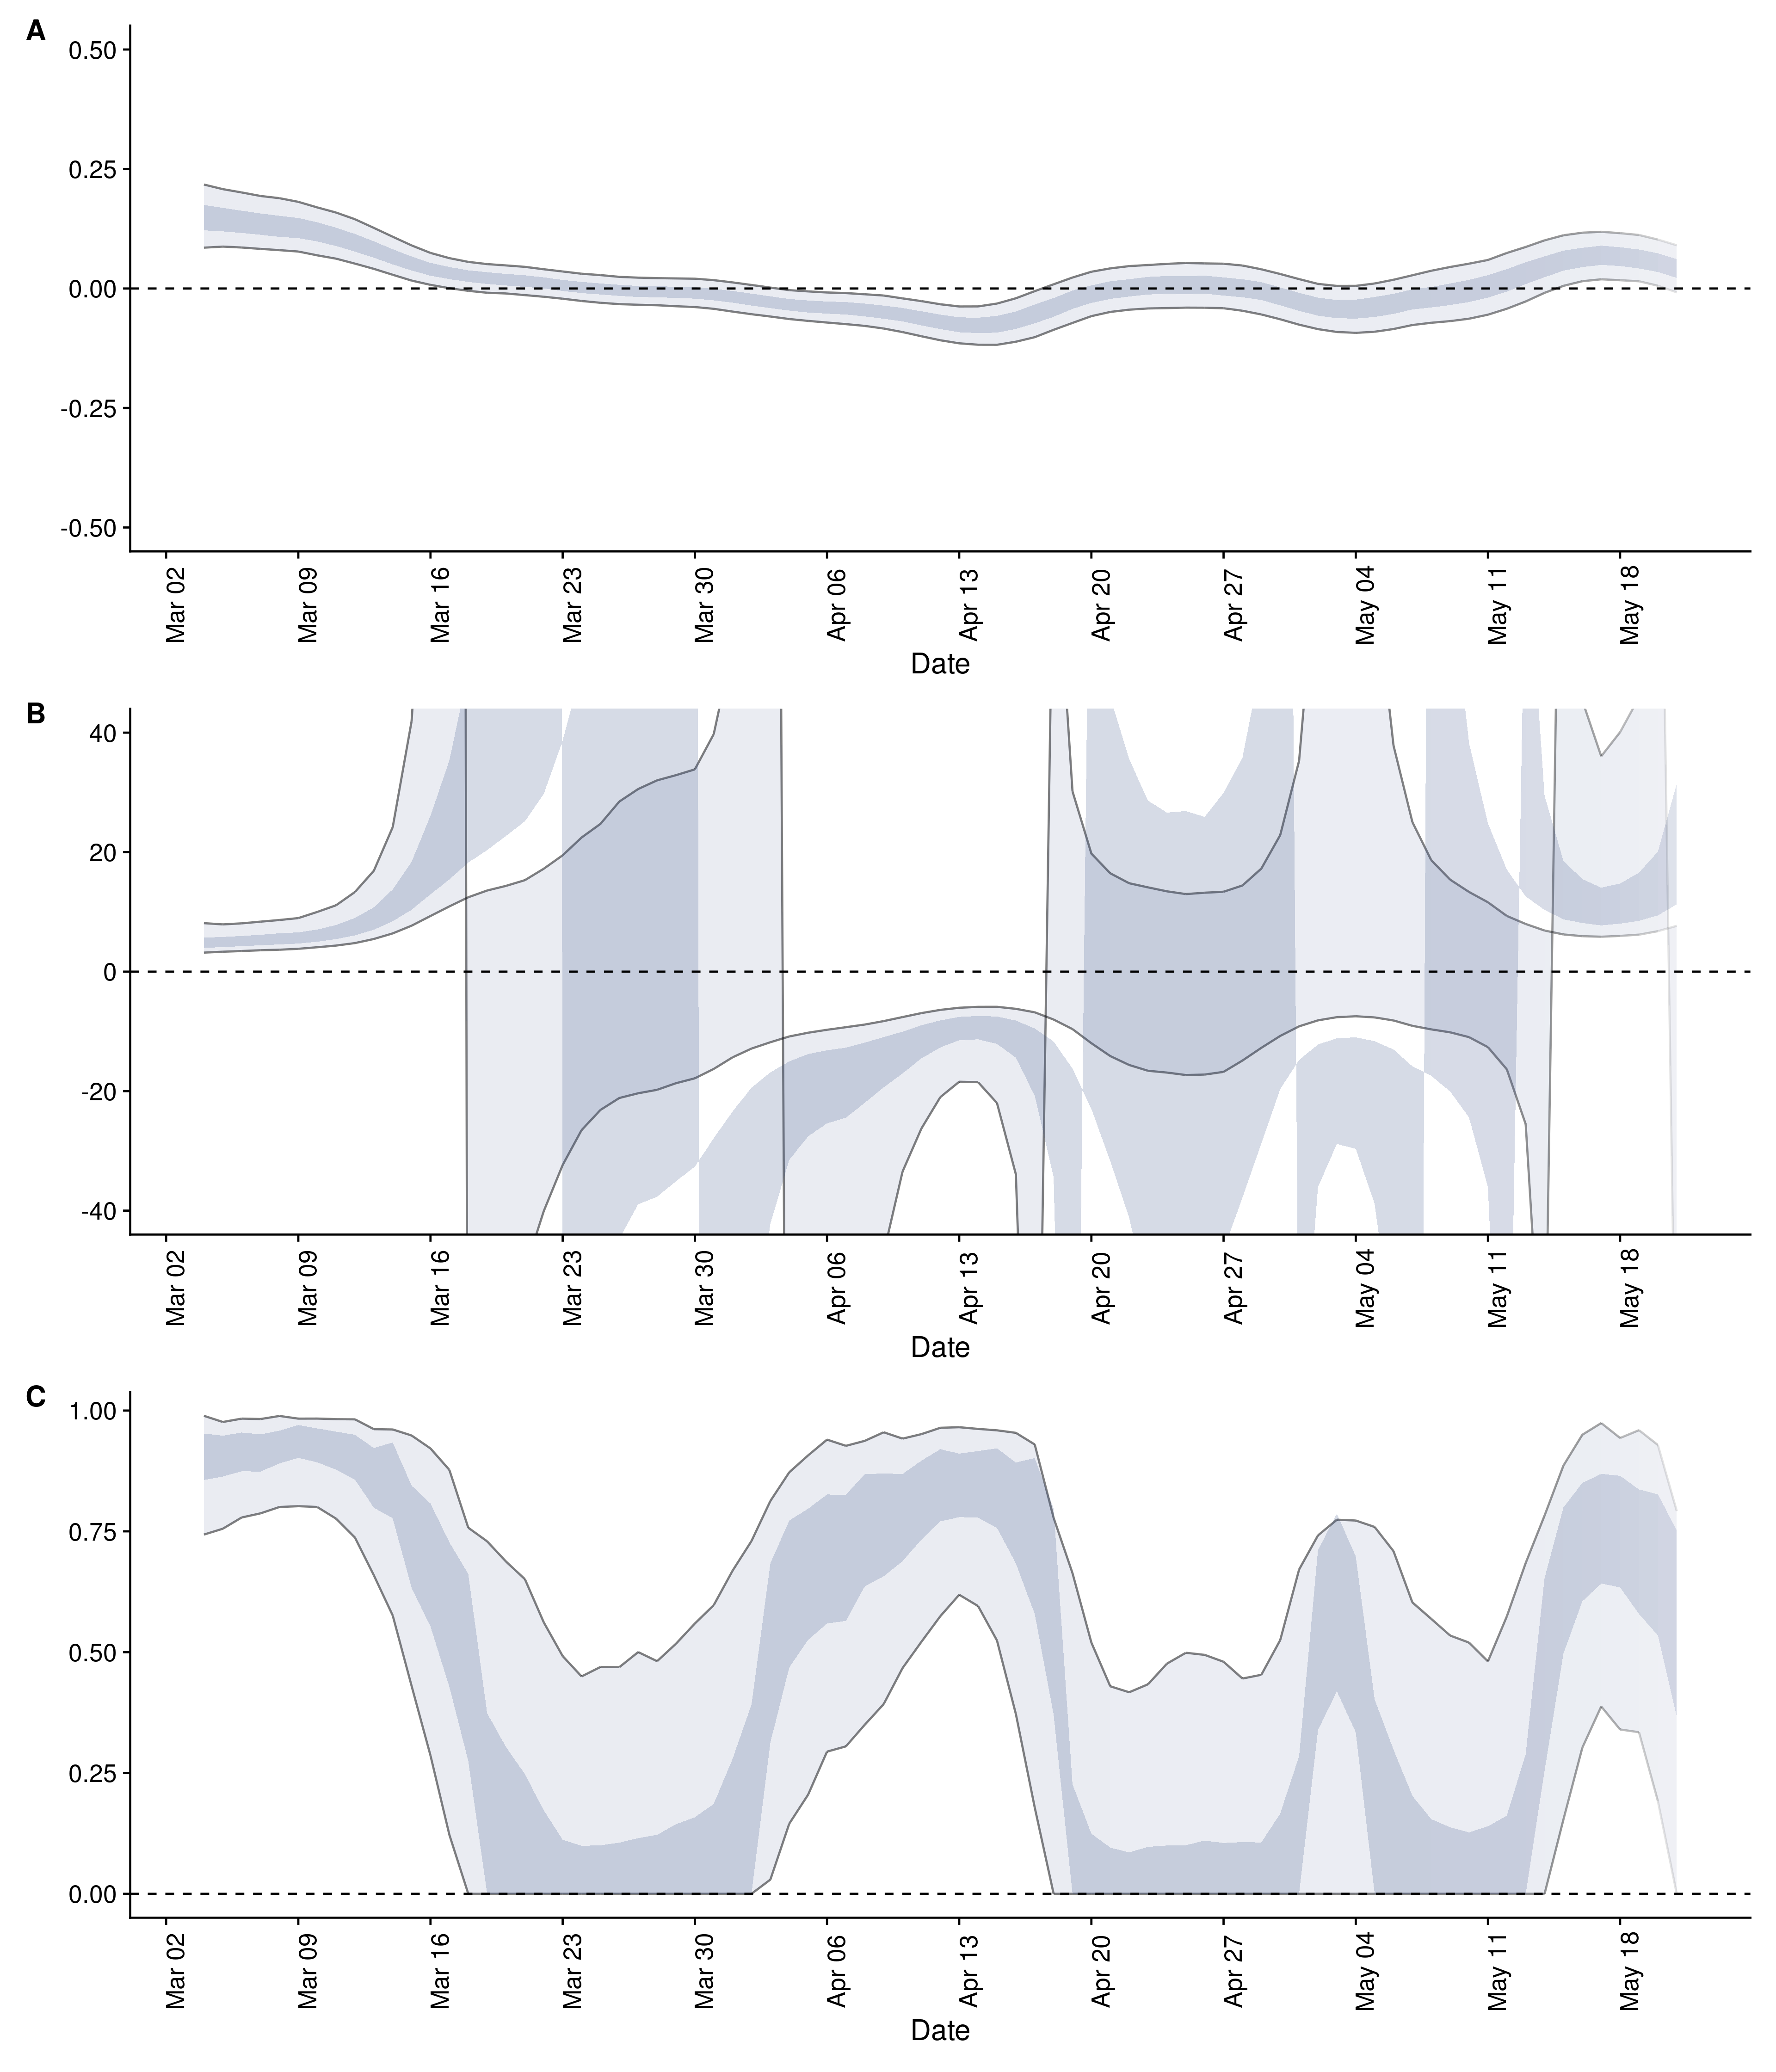 A
0.50
0.25
0.00
-0.25
-0.50
Mar 02
Mar 09
Mar 16
Mar 23
Mar 30
Apr 06
Apr 13
Apr 20
Apr 27
May 04
May 11
May 18
Date
B
40
20
0
-20
-40
Mar 02
Mar 09
Mar 16
Mar 23
Mar 30
Apr 06
Apr 13
Apr 20
Apr 27
May 04
May 11
May 18
Date
C
1.00
0.75
0.50
0.25
0.00
Mar 02
Mar 09
Mar 16
Mar 23
Mar 30
Apr 06
Apr 13
Apr 20
Apr 27
May 04
May 11
May 18
Date